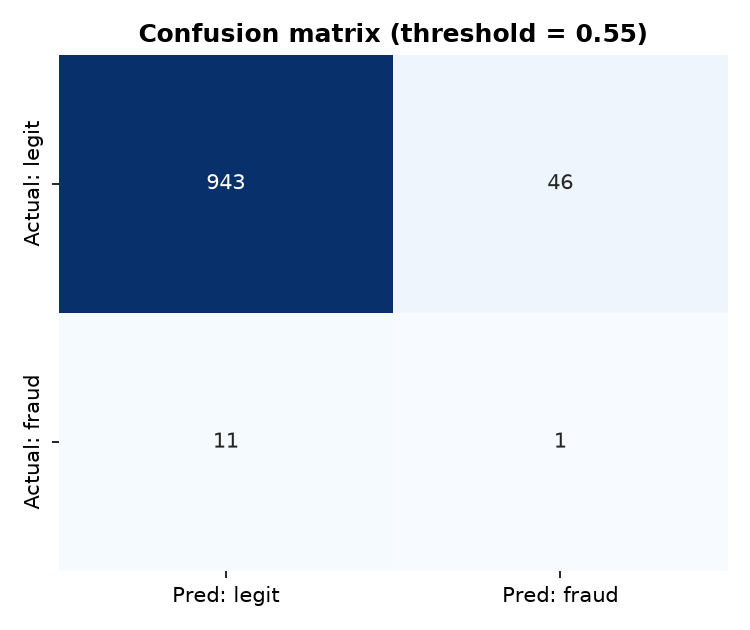 Confusion matrix (threshold = 0.55)
Actual: legit
943
46
Actual: fraud
11
1
Pred: legit
Pred: fraud